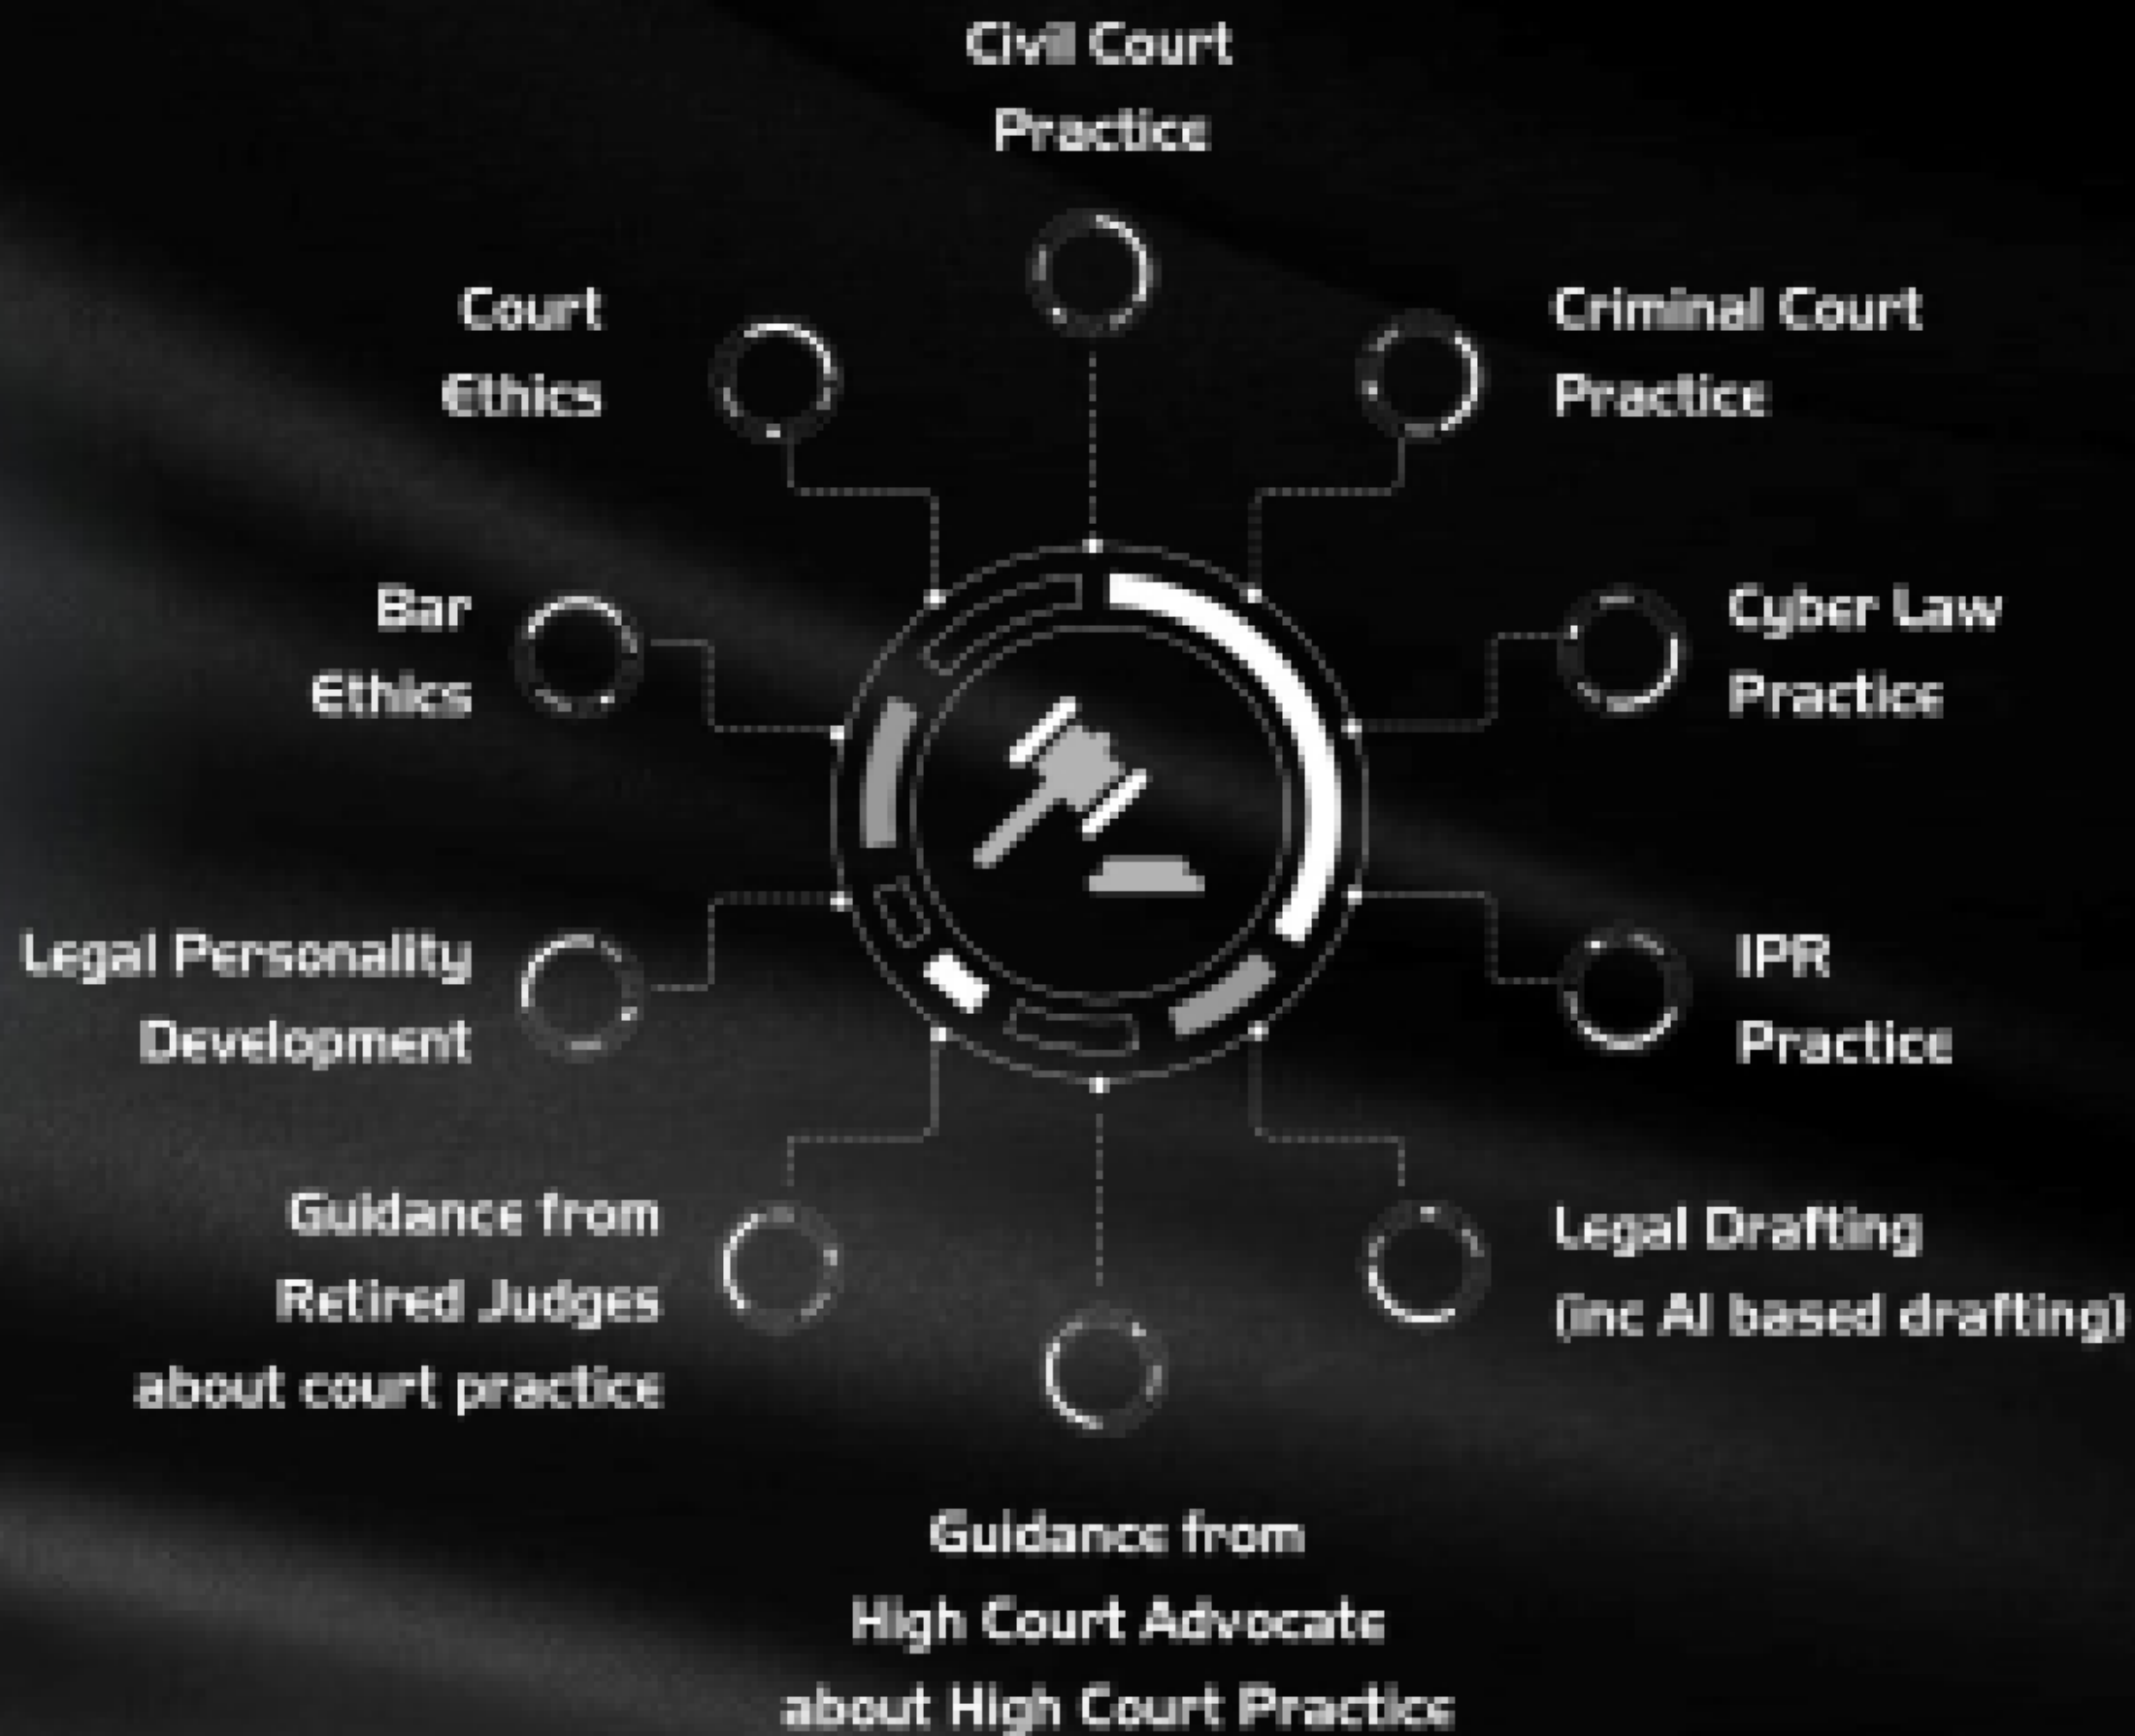 Civil Court
Practice
Court
Ethics
Criminal Court
Practice
Bar
Ethics
Cyber Law
Practice
Legal Personality
Development
IPR
Practice
Guidance from
Retired Judges
about court practice
Legal Drafting
(inc AI based drafting)
Guidance from
High Court Advocate
about High Court Practice